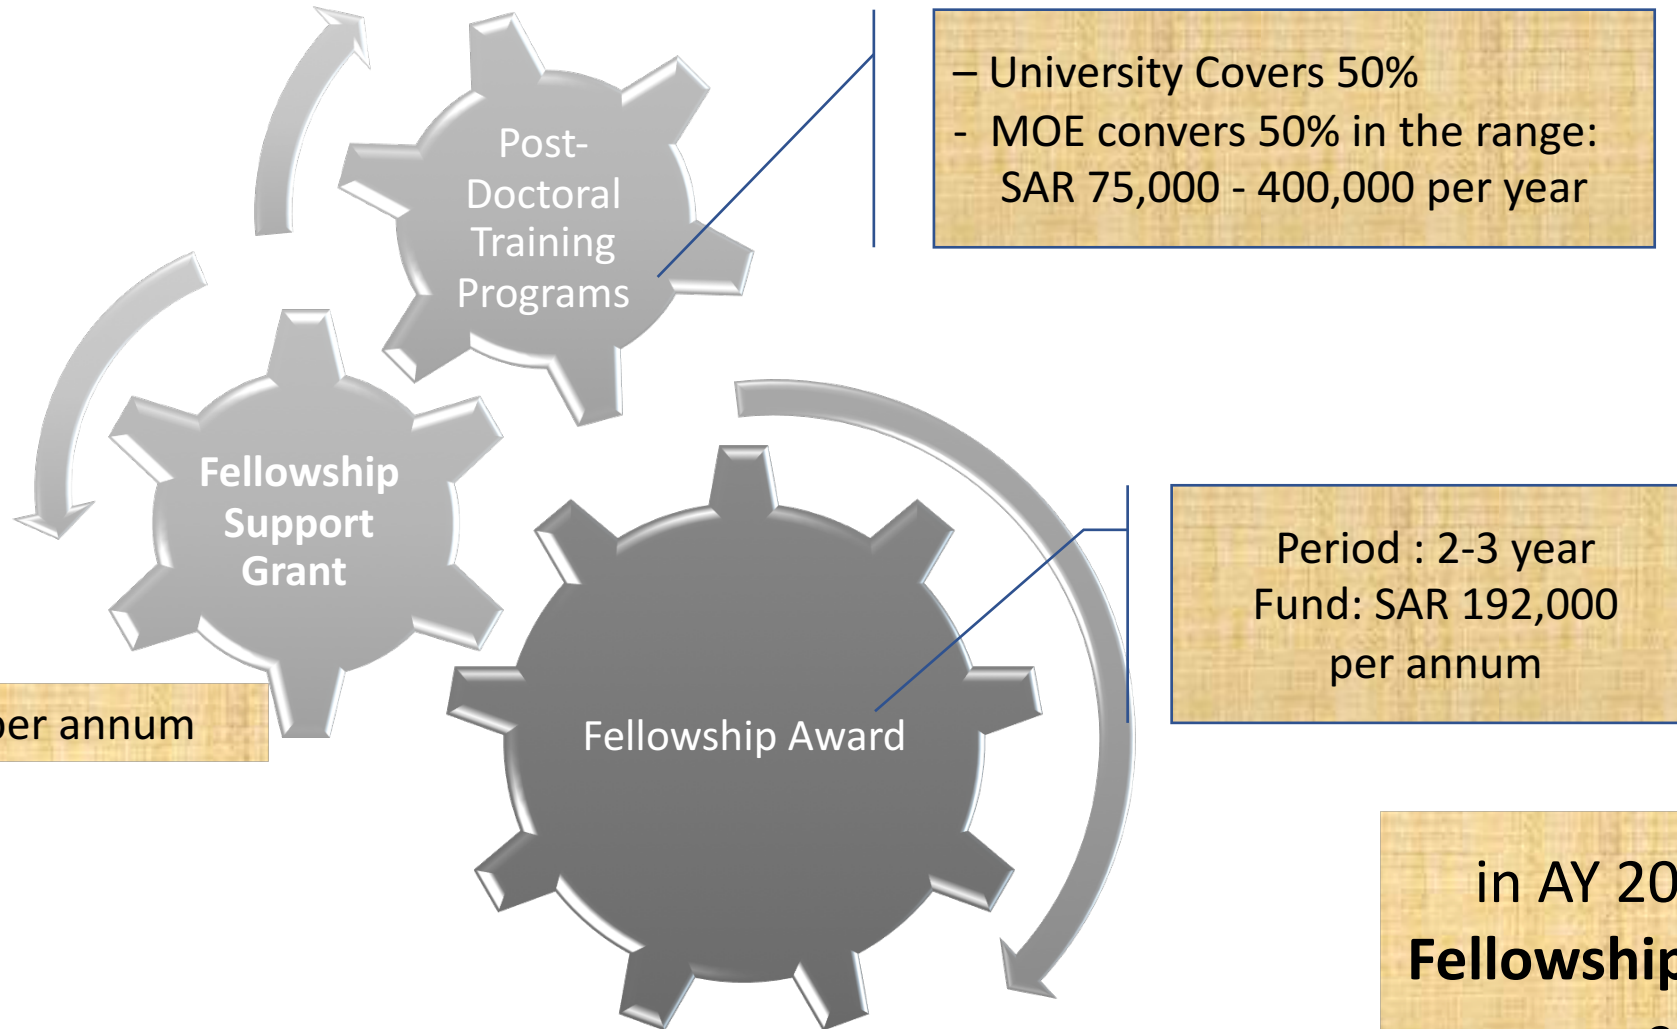 – University Covers 50%
- MOE convers 50% in the range:
SAR 75,000 - 400,000 per year
Post-
Doctoral
Training
Programs
Fellowship
Support
Grant
Period : 2-3 year
Fund: SAR 192,000
per annum
per annum
Fellowship Award
in AY 20
Fellowship